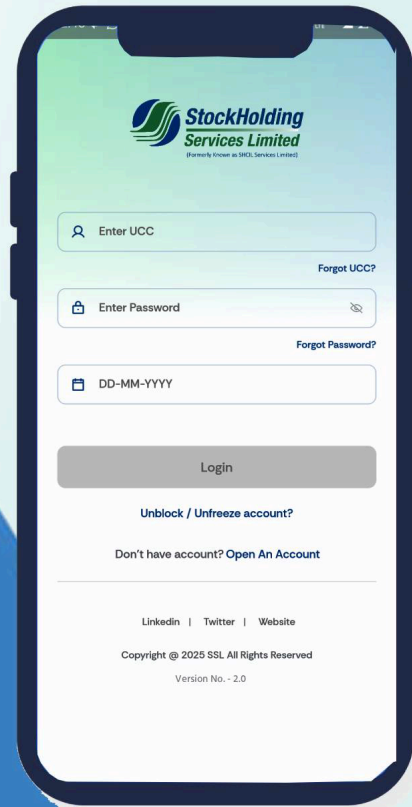 StockHolding
Services Limited
(Formerly Known as SHCIL Services Limited)
Enter UCC
Forgot UCC?
Enter Password
Forgot Password?
DD-MM-YYYY
Login
Unblock / Unfreeze account?
Don't have account? Open An Account
Linkedin | Twitter | Website
Copyright @ 2025 SSL All Rights Reserved
Version No. - 2.0